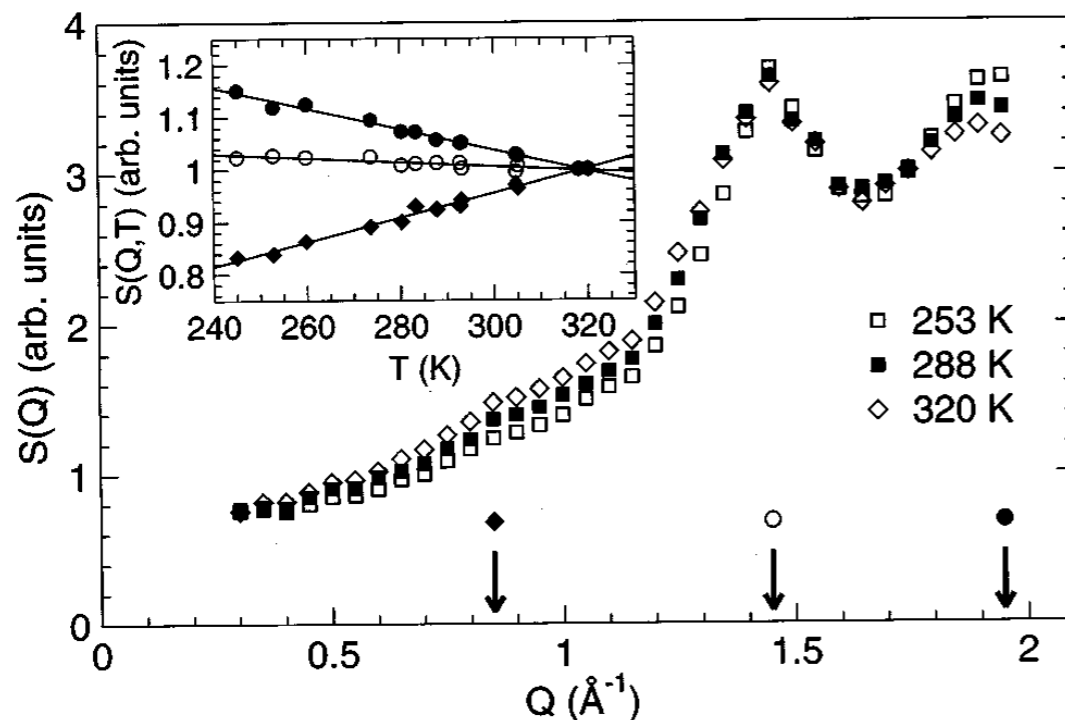 4
3
2
1
0
S(Q) (arb. units)
1.2
1.1
1
0.9
0.8
S(Q,T) (arb. units)
240 260 280 300 320
T (K)
253 K
288 K
320 K
0 0.5 1 1.5 2
Q (Å⁻¹)